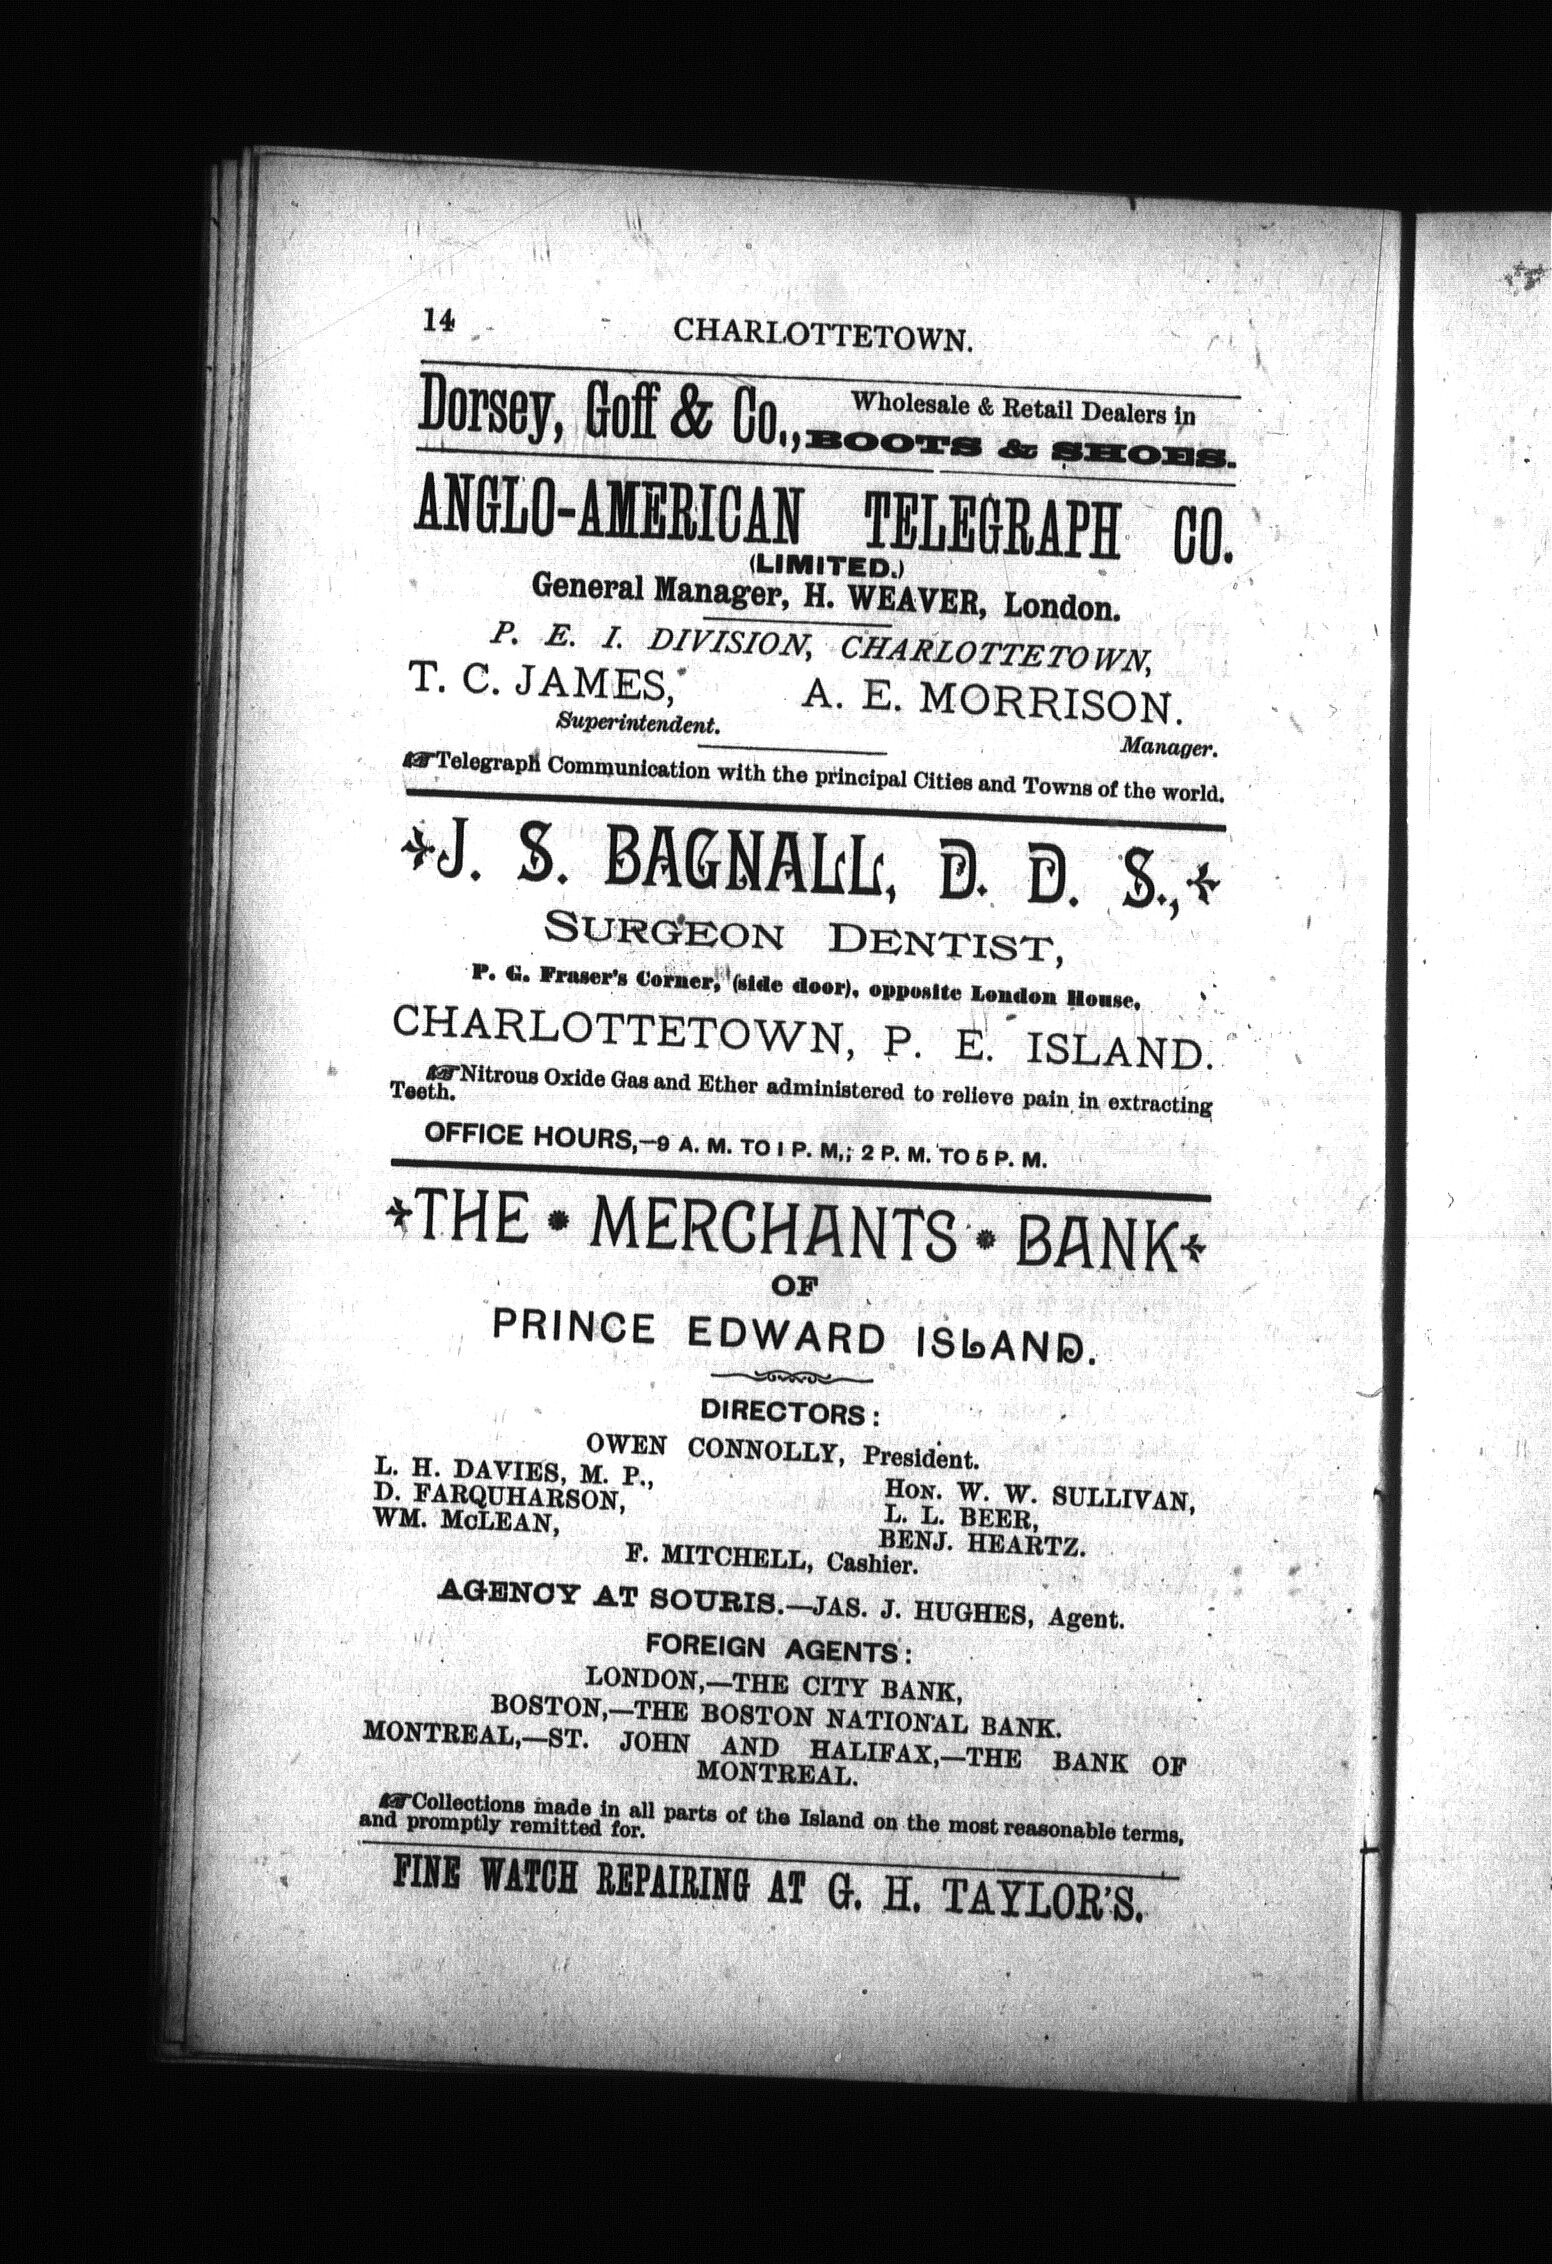 14 CHARLOTTETOWN.
Dorsey, Goff & Co., Wholesale & Retail Dealers in
BOOTS & SHOES.
ANGLO-AMERICAN TELEGRAPH CO.
(LIMITED.)
General Manager, H. WEAVER, London.
P. E. I. DIVISION, CHARLOTTETOWN,
T. C. JAMES, A. E. MORRISON.
Superintendent. Manager.
☞Telegraph Communication with the principal Cities and Towns of the world.
J. S. BAGNALL, D. D. S.,
SURGEON DENTIST,
P. G. Fraser's Corner, (side door), opposite London House,
CHARLOTTETOWN, P. E. ISLAND.
☞Nitrous Oxide Gas and Ether administered to relieve pain in extracting
Teeth.
OFFICE HOURS,—9 A. M. TO 1 P. M,; 2 P. M. TO 5 P. M.
THE • MERCHANTS • BANK
OF
PRINCE EDWARD ISLAND.
DIRECTORS:
OWEN CONNOLLY, President.
L. H. DAVIES, M. P., HON. W. W. SULLIVAN,
D. FARQUHARSON, L. L. BEER,
WM. McLEAN, BENJ. HEARTZ.
F. MITCHELL, Cashier.
AGENCY AT SOURIS.—JAS. J. HUGHES, Agent.
FOREIGN AGENTS:
LONDON,—THE CITY BANK,
BOSTON,—THE BOSTON NATIONAL BANK.
MONTREAL,—ST. JOHN AND HALIFAX,—THE BANK OF
MONTREAL.
☞Collections made in all parts of the Island on the most reasonable terms,
and promptly remitted for.
FINE WATCH REPAIRING AT G. H. TAYLOR'S.